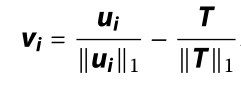 v_i = u_i / ‖u_i‖_1 − T / ‖T‖_1.